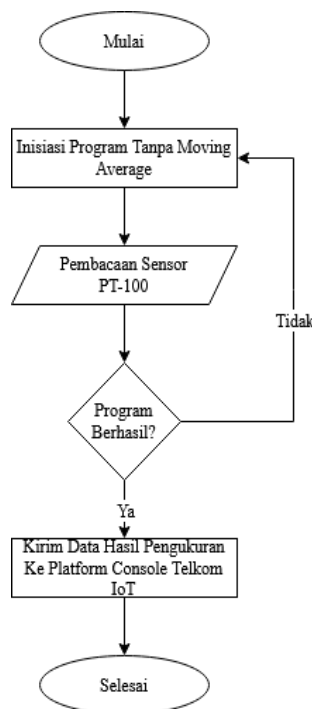 Mulai
Inisiasi Program Tanpa Moving
Average
Pembacaan Sensor
PT-100
Tidak
Program
Berhasil?
Ya
Kirim Data Hasil Pengukuran
Ke Platform Console Telkom
IoT
Selesai